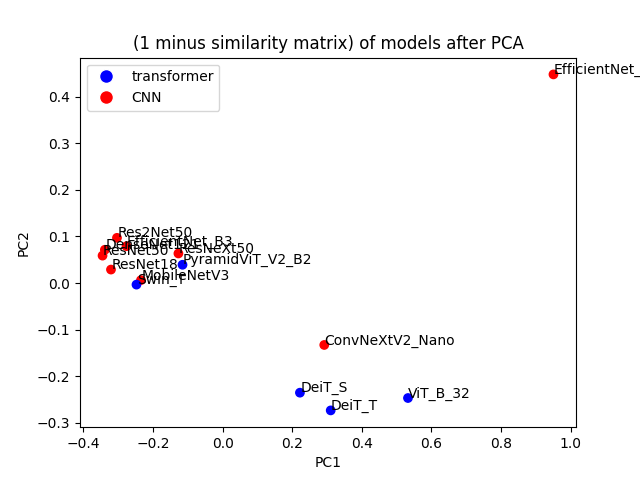 (1 minus similarity matrix) of models after PCA
transformer
CNN
EfficientNet_
Res2Net50
EfficientNet_B3
ResNet50
ResNeXt50
PyramidViT_V2_B2
ResNet18
MobileNetV3
Swin_T
ConvNeXtV2_Nano
DeiT_S
ViT_B_32
DeiT_T
PC2
0.4
0.3
0.2
0.1
0.0
−0.1
−0.2
−0.3
−0.4
−0.2
0.0
0.2
0.4
0.6
0.8
1.0
PC1